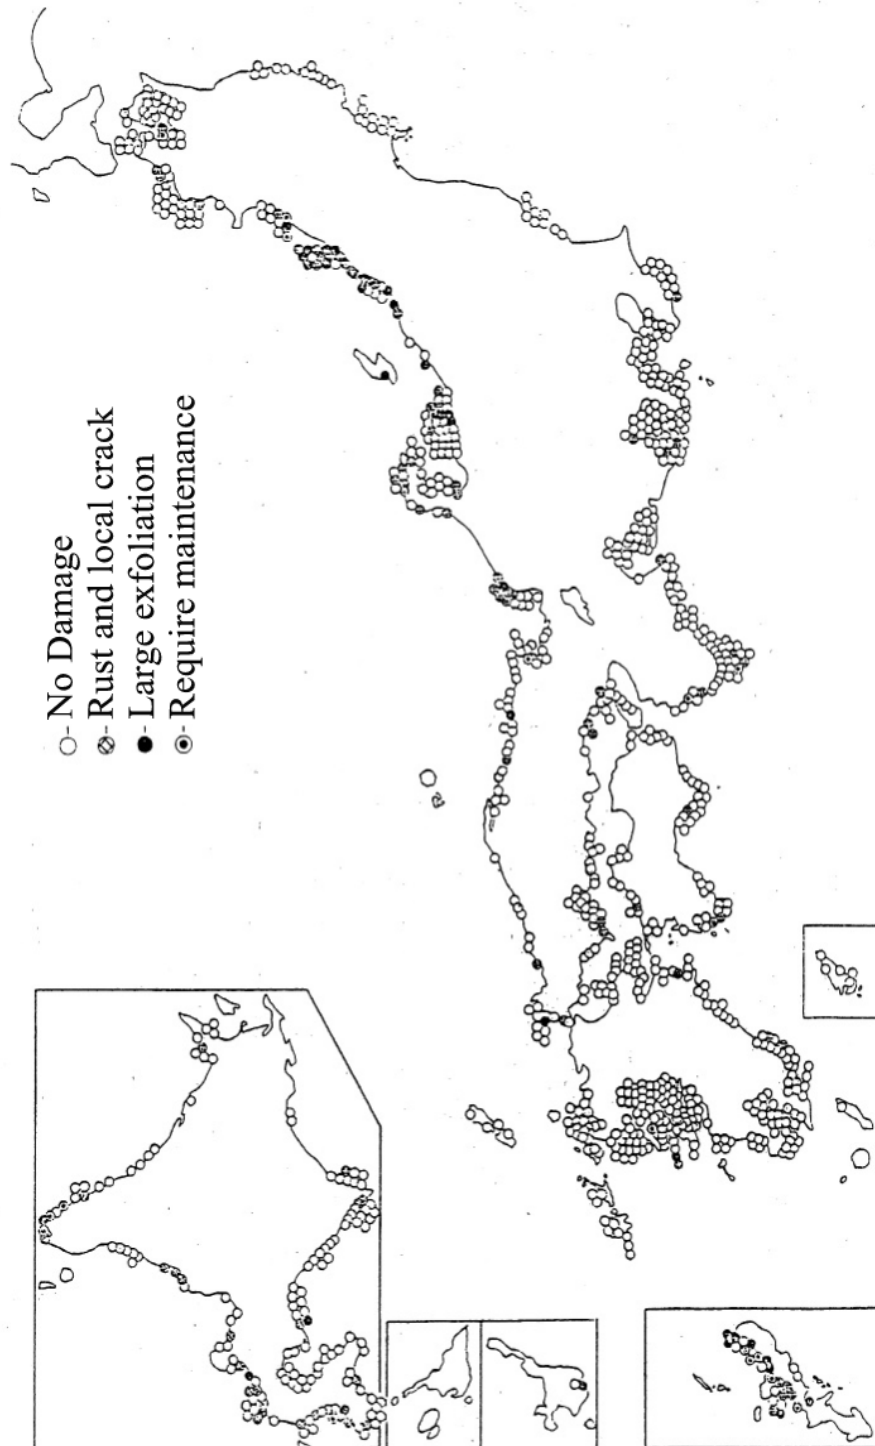 No Damage
Rust and local crack
Large exfoliation
Require maintenance